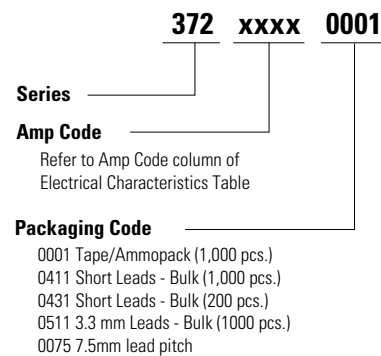 372 xxxx 0001
Series
Amp Code
Refer to Amp Code column of
Electrical Characteristics Table
Packaging Code
0001 Tape/Ammopack (1,000 pcs.)
0411 Short Leads - Bulk (1,000 pcs.)
0431 Short Leads - Bulk (200 pcs.)
0511 3.3 mm Leads - Bulk (1000 pcs.)
0075 7.5mm lead pitch